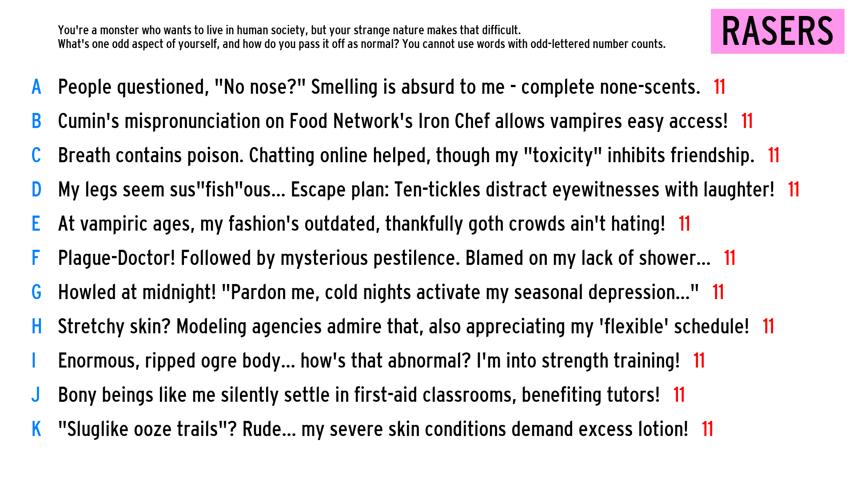 You're a monster who wants to live in human society, but your strange nature makes that difficult.
What's one odd aspect of yourself, and how do you pass it off as normal? You cannot use words with odd-lettered number counts.
RASERS
A People questioned, "No nose?" Smelling is absurd to me - complete none-scents. 11
B Cumin's mispronunciation on Food Network's Iron Chef allows vampires easy access! 11
C Breath contains poison. Chatting online helped, though my "toxicity" inhibits friendship. 11
D My legs seem sus"fish"ous... Escape plan: Ten-tickles distract eyewitnesses with laughter! 11
E At vampiric ages, my fashion's outdated, thankfully goth crowds ain't hating! 11
F Plague-Doctor! Followed by mysterious pestilence. Blamed on my lack of shower... 11
G Howled at midnight! "Pardon me, cold nights activate my seasonal depression..." 11
H Stretchy skin? Modeling agencies admire that, also appreciating my 'flexible' schedule! 11
I Enormous, ripped ogre body... how's that abnormal? I'm into strength training! 11
J Bony beings like me silently settle in first-aid classrooms, benefiting tutors! 11
K "Sluglike ooze trails"? Rude... my severe skin conditions demand excess lotion! 11